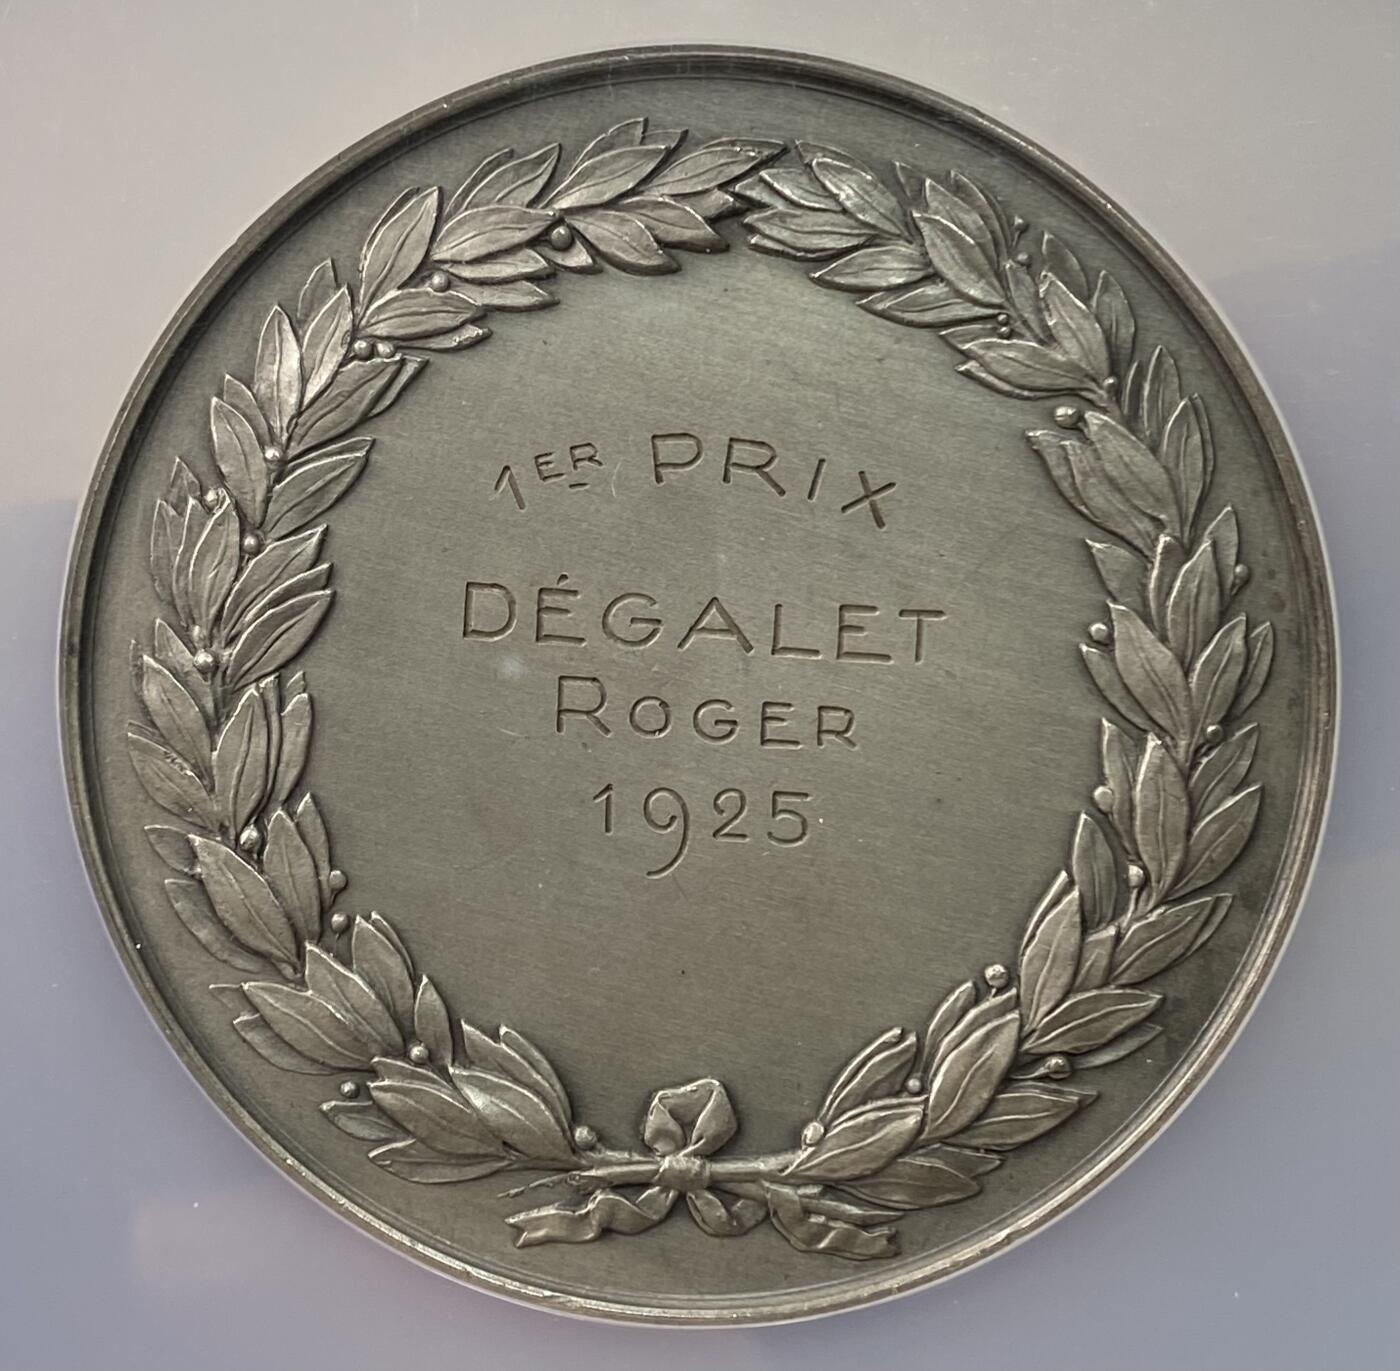 1ER PRIX
DÉGALET
ROGER
1925